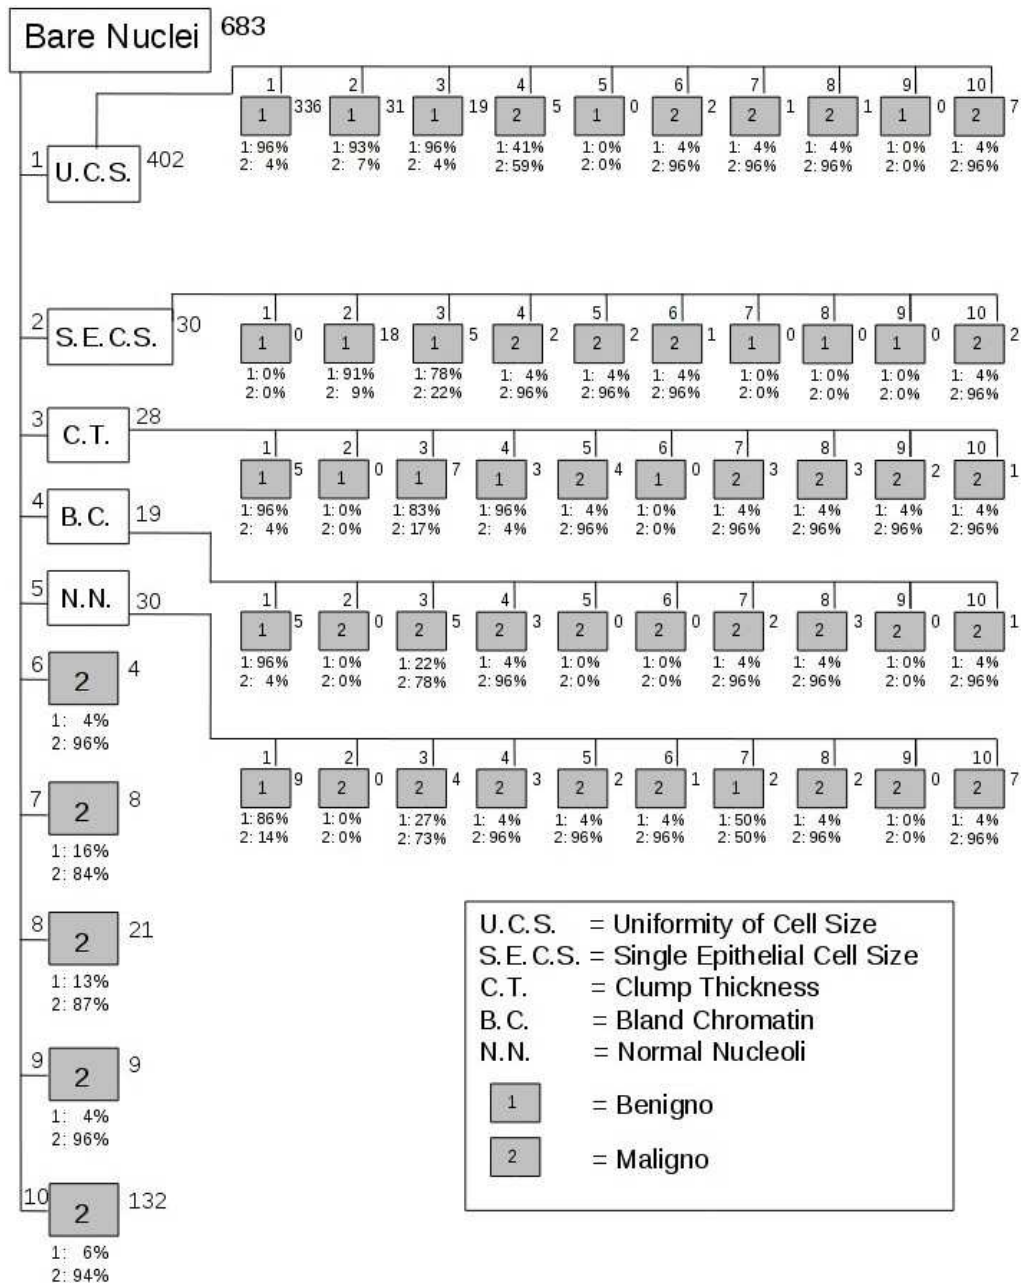 Bare Nuclei 683
1 2 3 4 5 6 7 8 9 10
1 336 1 31 1 19 2 5 1 0 2 2 2 1 2 1 1 0 2 7
1: 96% 1: 93% 1: 96% 1: 41% 1: 0% 1: 4% 1: 4% 1: 4% 1: 0% 1: 4%
2: 4% 2: 7% 2: 4% 2: 59% 2: 0% 2: 96% 2: 96% 2: 96% 2: 0% 2: 96%
1 U.C.S. 402
1 2 3 4 5 6 7 8 9 10
2 S.E.C.S. 30
1 0 1 18 1 5 2 2 2 2 2 1 1 0 1 0 1 0 2 2
1: 0% 1: 91% 1: 78% 1: 4% 1: 4% 1: 4% 1: 0% 1: 0% 1: 0% 1: 4%
2: 0% 2: 9% 2: 22% 2: 96% 2: 96% 2: 96% 2: 0% 2: 0% 2: 0% 2: 96%
3 C.T. 28
1 2 3 4 5 6 7 8 9 10
1 5 1 0 1 7 1 3 2 4 1 0 2 3 2 3 2 2 2 1
1: 96% 1: 0% 1: 83% 1: 96% 1: 4% 1: 0% 1: 4% 1: 4% 1: 4% 1: 4%
2: 4% 2: 0% 2: 17% 2: 4% 2: 96% 2: 0% 2: 96% 2: 96% 2: 96% 2: 96%
4 B.C. 19
1 2 3 4 5 6 7 8 9 10
1 5 2 0 2 5 2 3 2 0 2 0 2 2 2 3 2 0 2 1
1: 96% 1: 0% 1: 22% 1: 4% 1: 0% 1: 0% 1: 4% 1: 4% 1: 0% 1: 4%
2: 4% 2: 0% 2: 78% 2: 96% 2: 0% 2: 0% 2: 96% 2: 96% 2: 0% 2: 96%
5 N.N. 30
1 2 3 4 5 6 7 8 9 10
1 9 2 0 2 4 2 3 2 2 2 1 1 2 2 2 2 0 2 7
1: 86% 1: 0% 1: 27% 1: 4% 1: 4% 1: 4% 1: 50% 1: 4% 1: 0% 1: 4%
2: 14% 2: 0% 2: 73% 2: 96% 2: 96% 2: 96% 2: 50% 2: 96% 2: 0% 2: 96%
6 2 4
1: 4%
2: 96%
7 2 8
1: 16%
2: 84%
8 2 21
1: 13%
2: 87%
9 2 9
1: 4%
2: 96%
10 2 132
1: 6%
2: 94%
U.C.S. = Uniformity of Cell Size
S.E.C.S. = Single Epithelial Cell Size
C.T. = Clump Thickness
B.C. = Bland Chromatin
N.N. = Normal Nucleoli
1 = Benigno
2 = Maligno